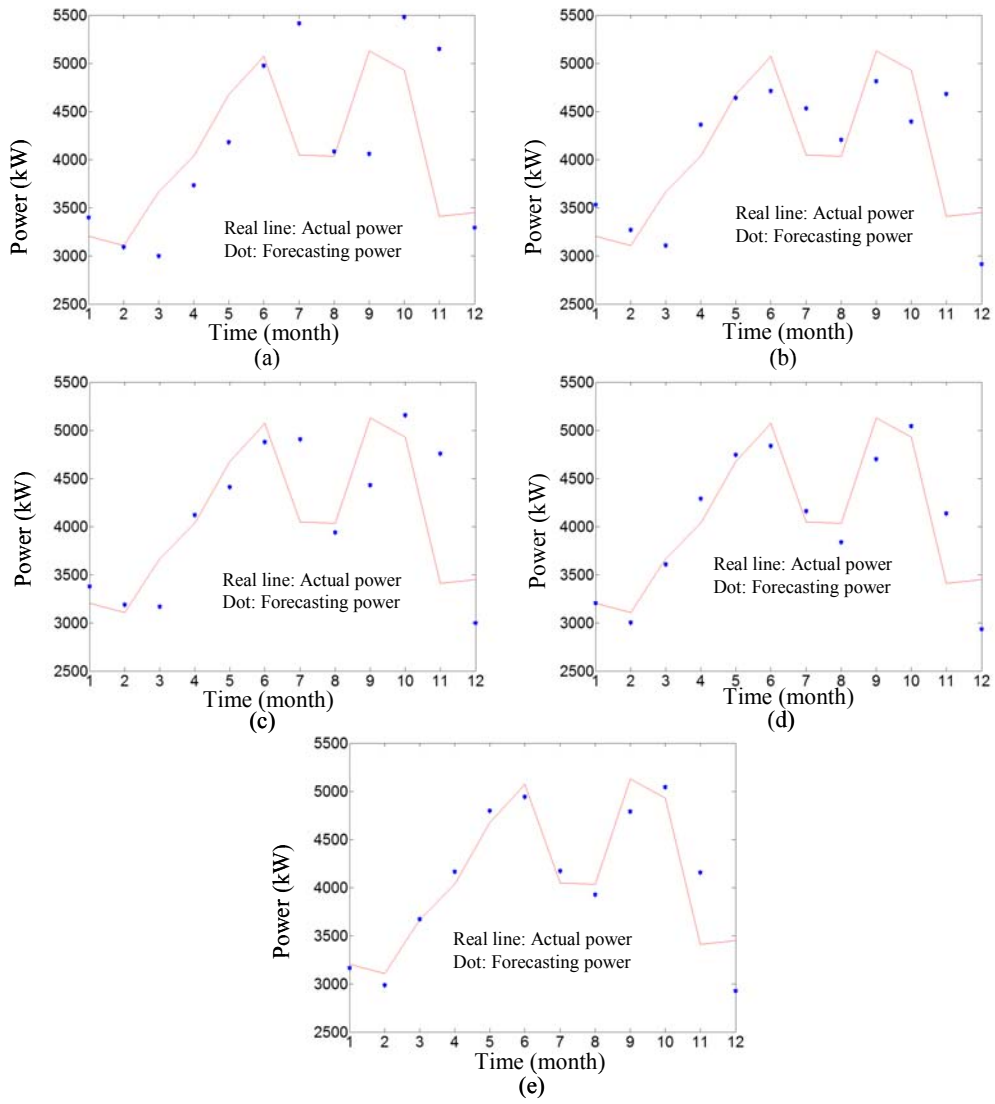 5500
5000
4500
4000
3500
3000
2500
Power (kW)
Real line: Actual power
Dot: Forecasting power
1 2 3 4 5 6 7 8 9 10 11 12
Time (month)
(a)
5500
5000
4500
4000
3500
3000
2500
Power (kW)
Real line: Actual power
Dot: Forecasting power
1 2 3 4 5 6 7 8 9 10 11 12
Time (month)
(b)
5500
5000
4500
4000
3500
3000
2500
Power (kW)
Real line: Actual power
Dot: Forecasting power
1 2 3 4 5 6 7 8 9 10 11 12
Time (month)
(c)
5500
5000
4500
4000
3500
3000
2500
Power (kW)
Real line: Actual power
Dot: Forecasting power
1 2 3 4 5 6 7 8 9 10 11 12
Time (month)
(d)
5500
5000
4500
4000
3500
3000
2500
Power (kW)
Real line: Actual power
Dot: Forecasting power
1 2 3 4 5 6 7 8 9 10 11 12
Time (month)
(e)